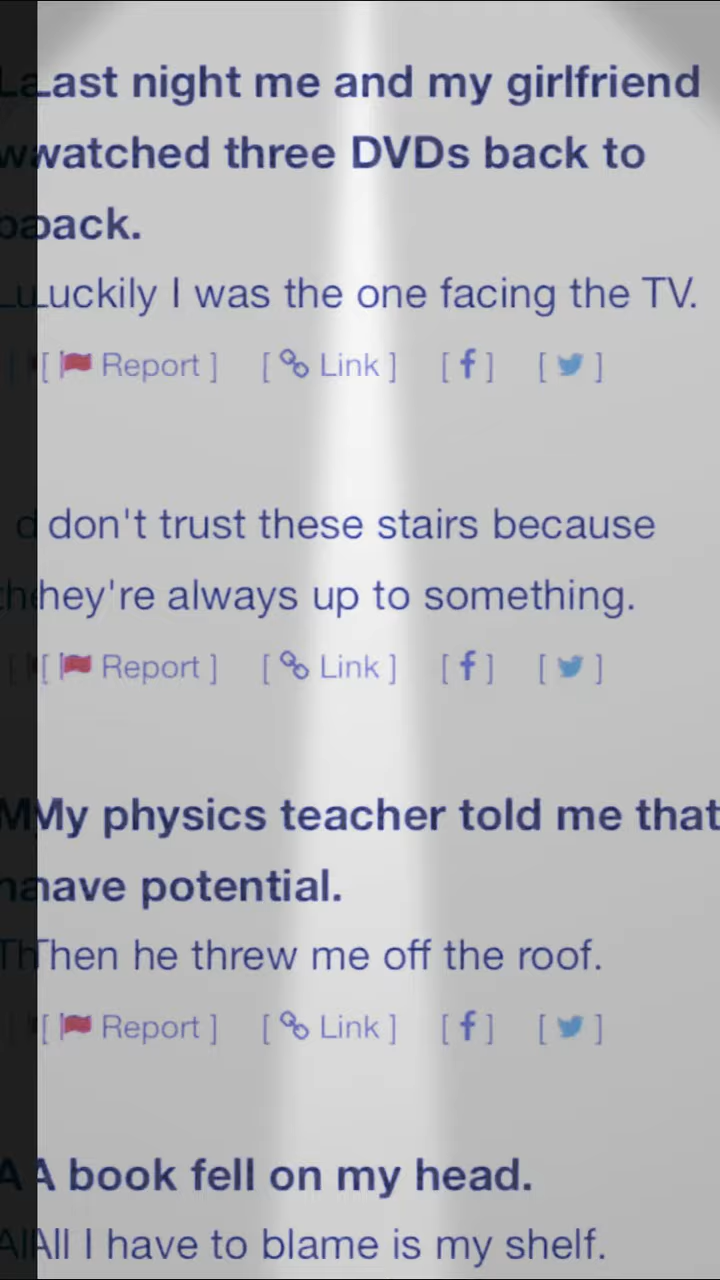 Last night me and my girlfriend
watched three DVDs back to
back.
Luckily I was the one facing the TV.
[ Report ] [ Link ] [ f ] [ ]
don't trust these stairs because
they're always up to something.
[ Report ] [ Link ] [ f ] [ ]
My physics teacher told me that
have potential.
Then he threw me off the roof.
[ Report ] [ Link ] [ f ] [ ]
A book fell on my head.
All I have to blame is my shelf.